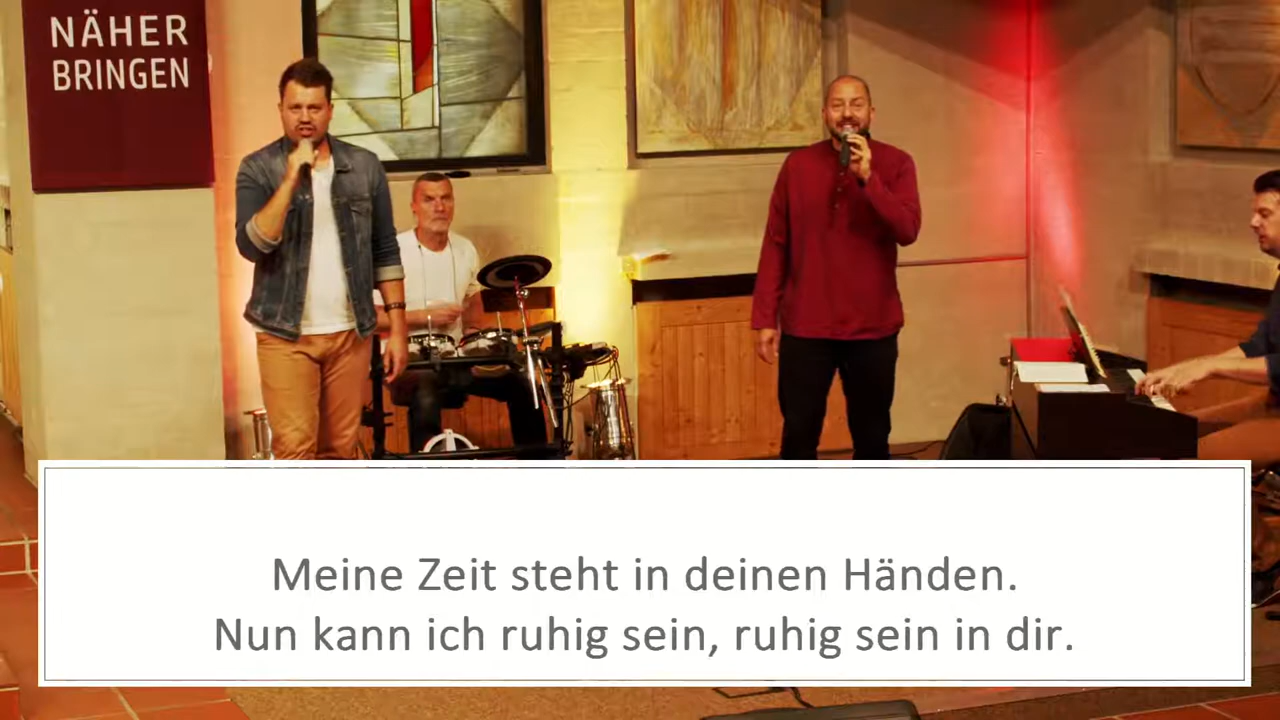 NÄHER
BRINGEN
Meine Zeit steht in deinen Händen.
Nun kann ich ruhig sein, ruhig sein in dir.